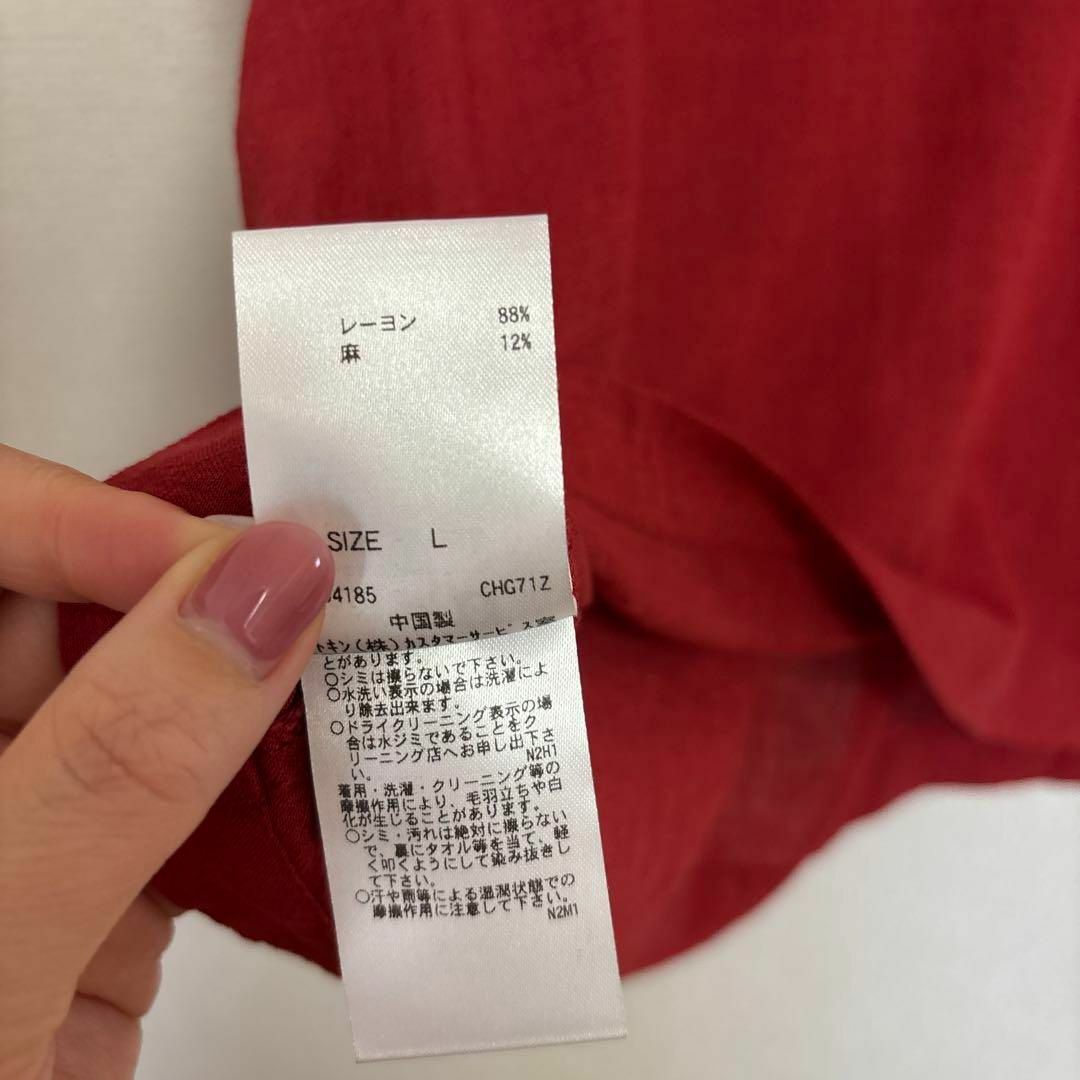 レーヨン 88%
麻 12%
SIZE L
4185 CHG71Z
中国製
トキン(株)カスタマーサービス室
とがあります。
○シミは擦らないで下さい。
○水洗い表示の場合は洗濯によ
り除去出来ます。
○ドライクリーニング表示の場
合は水ジミであることをク
リーニング店へお申し出下さ
い。 N2H1
着用・洗濯・クリーニング等の
摩擦作用により、毛羽立ちや白
化が生じることがあります。
○シミ・汚れは絶対に擦らない
で、裏にタオル等を当て、軽
く叩くようにして染み抜きし
て下さい。
○汗や雨等による湿潤状態での
摩擦作用に注意して下さい。
N2M1